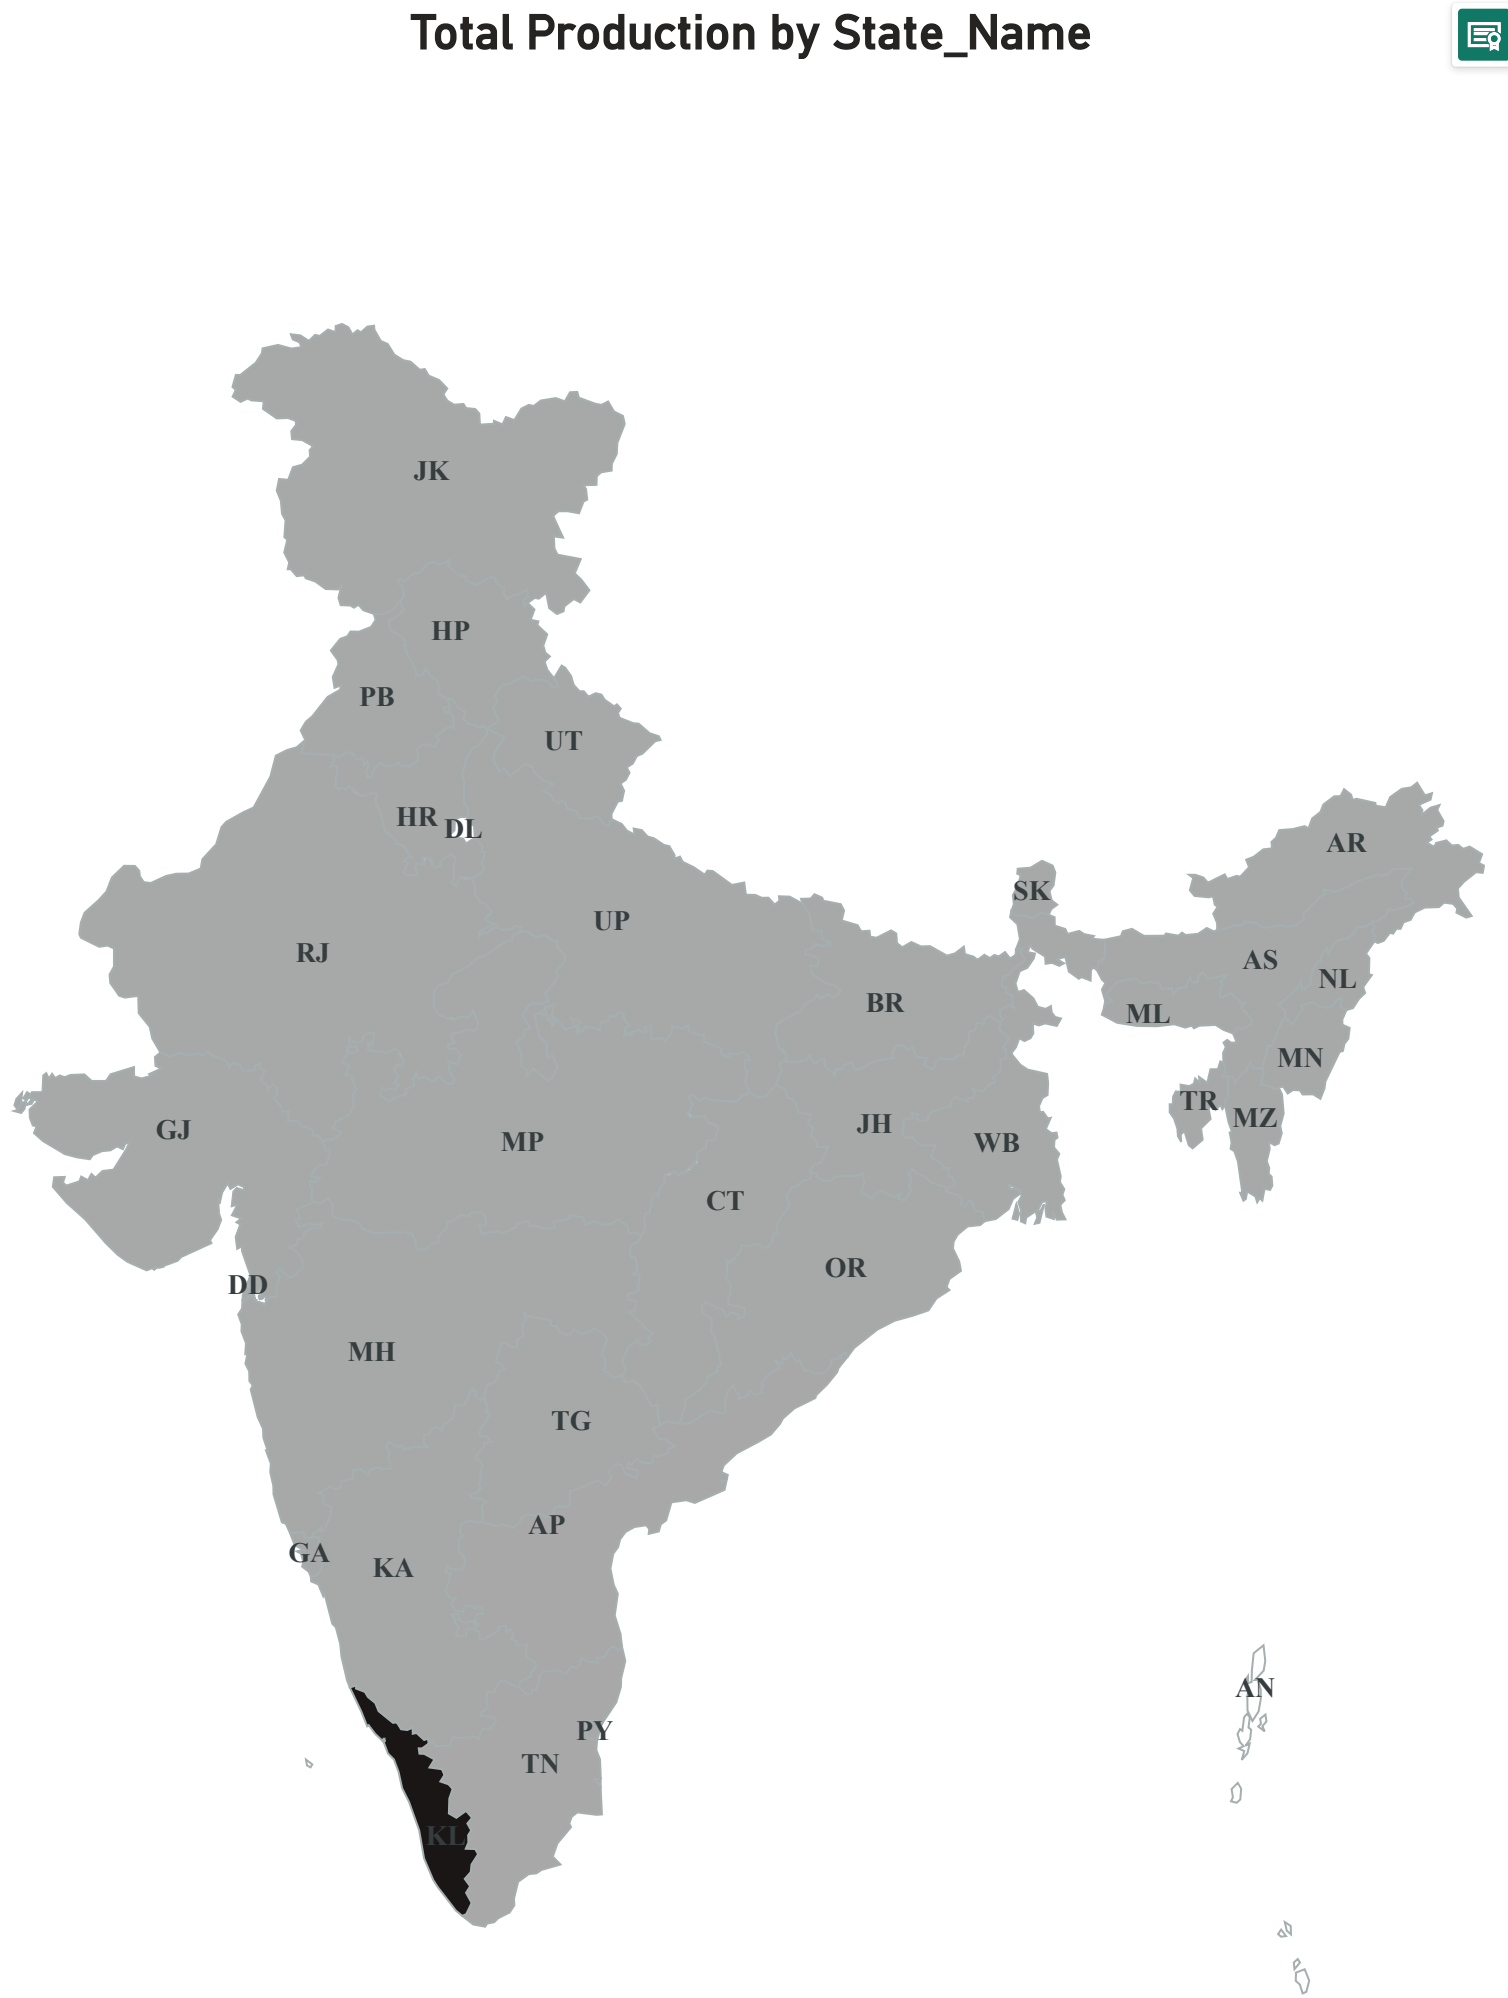 Total Production by State_Name
JK
HP
PB
UT
HR
DL
AR
SK
UP
RJ
AS
NL
BR
ML
MN
TR
MZ
GJ
JH
MP
WB
CT
OR
DD
MH
TG
AP
GA
KA
AN
PY
TN
KL